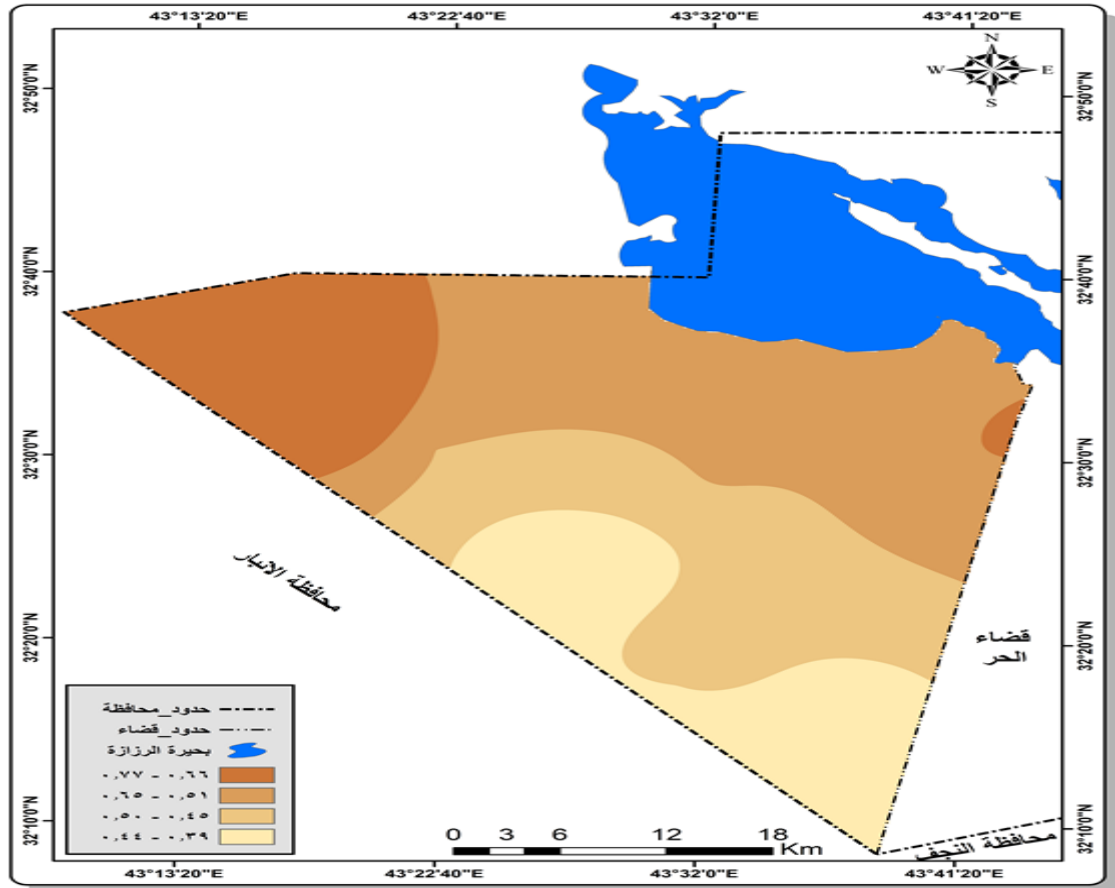 43°13'20"E 43°22'40"E 43°32'0"E 43°41'20"E
N
W E
S
32°50'0"N
32°50'0"N
32°40'0"N
32°40'0"N
32°30'0"N
32°30'0"N
محافظة الانبار
32°20'0"N
32°20'0"N
قضاء
الحر
حدود_محافظة
حدود_قضاء
بحيرة الرزازة
٠,٦٦ - ٠,٧٧
٠,٥١ - ٠,٦٥
٠,٤٥ - ٠,٥٠
٠,٣٩ - ٠,٤٤
32°10'0"N
32°10'0"N
محافظة النجف
0 3 6 12 18
Km
43°13'20"E 43°22'40"E 43°32'0"E 43°41'20"E